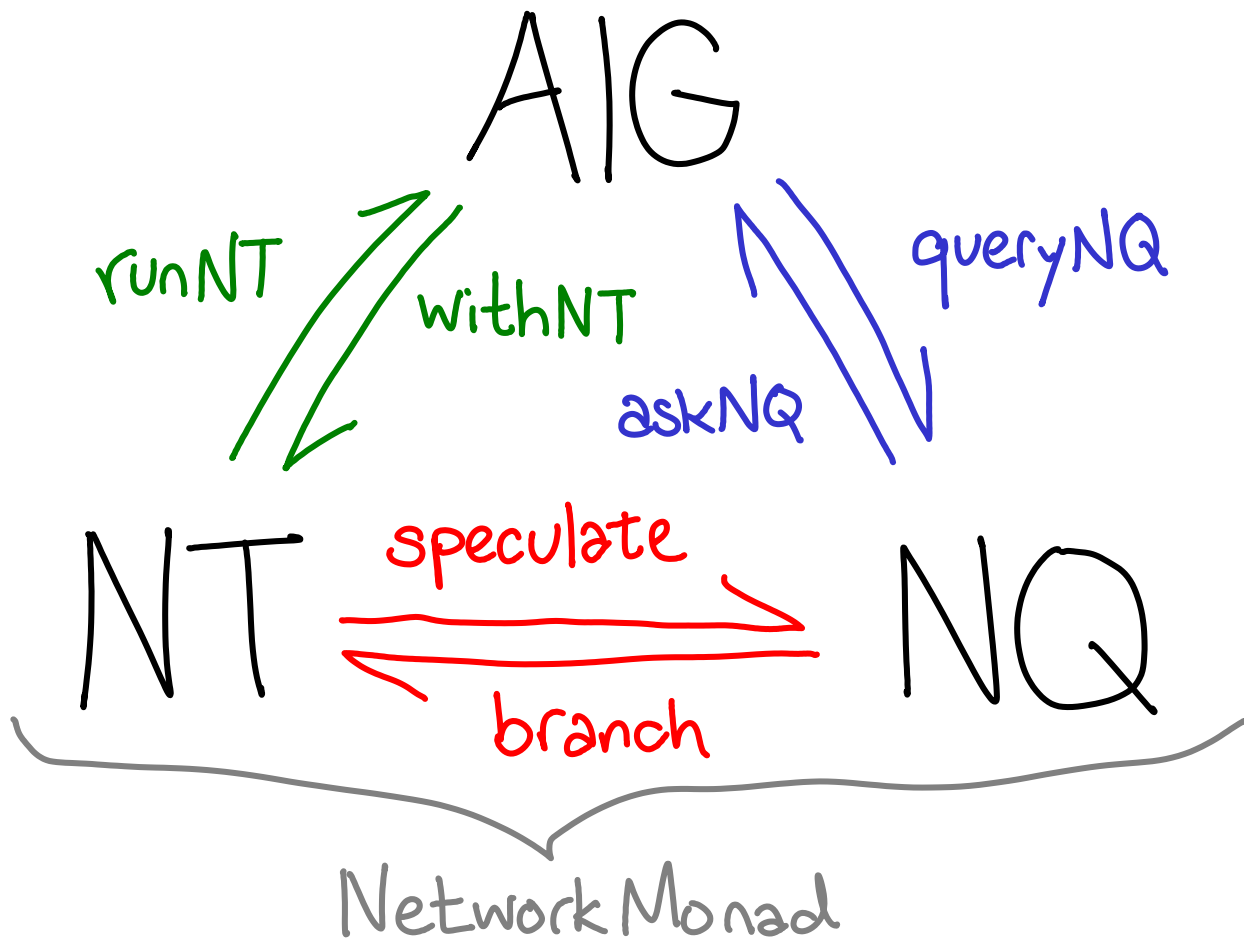 AIG
runNT
withNT
queryNQ
askNQ
NT
speculate
NQ
branch
NetworkMonad